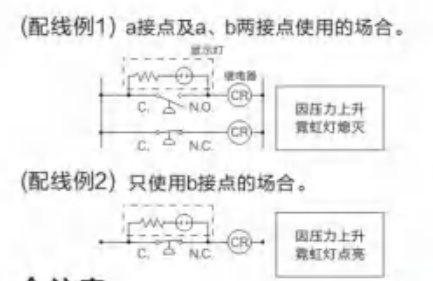 (配线例1) a接点及a、b两接点使用的场合。
显示灯
继电器
CR
C. N.O.
CR
C. N.C.
因压力上升
霓虹灯熄灭
(配线例2) 只使用b接点的场合。
CR
C. N.C.
因压力上升
霓虹灯点亮